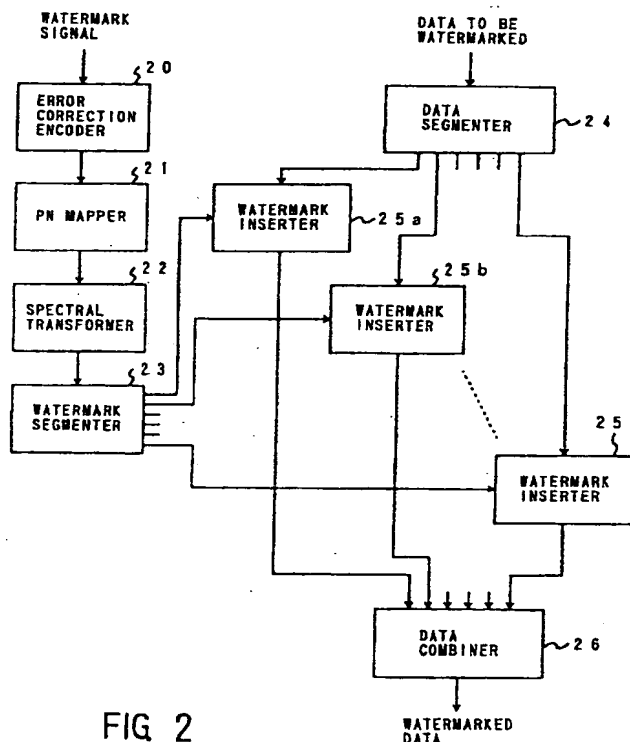 WATERMARK
SIGNAL
20
ERROR
CORRECTION
ENCODER
21
PN MAPPER
22
SPECTRAL
TRANSFORMER
23
WATERMARK
SEGMENTER
DATA TO BE
WATERMARKED
DATA
SEGMENTER
24
WATERMARK
INSERTER
25a
25b
WATERMARK
INSERTER
25
WATERMARK
INSERTER
DATA
COMBINER
26
WATERMARKED
DATA
FIG. 2